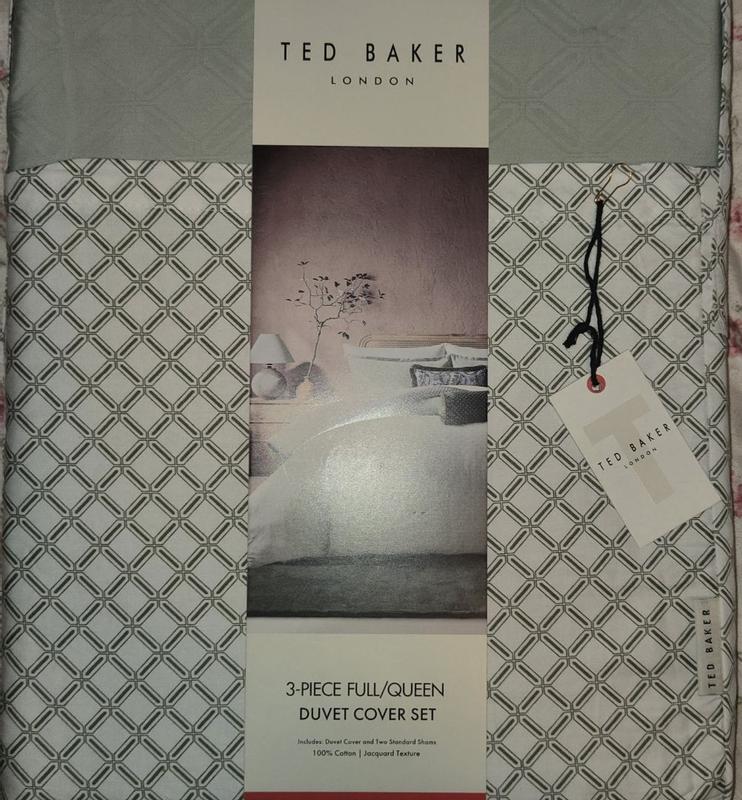 TED BAKER
LONDON
TED BAKER
LONDON
TED BAKER
3-PIECE FULL/QUEEN
DUVET COVER SET
Includes: Duvet Cover and Two Standard Shams
100% Cotton | Jacquard Texture